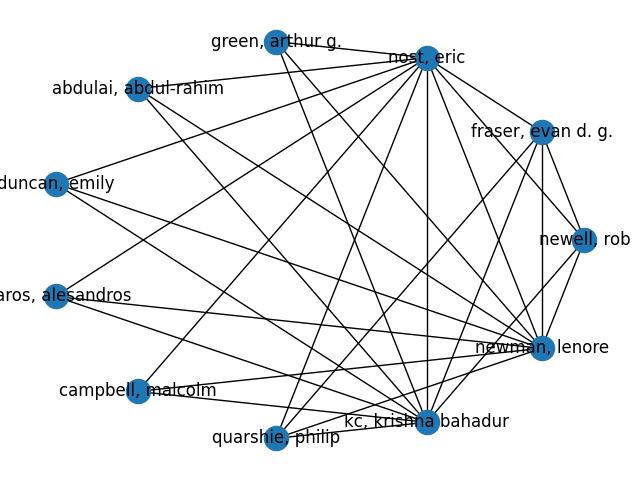 green, arthur g.
nost, eric
abdulai, abdul-rahim
fraser, evan d. g.
duncan, emily
newell, rob
aros, alesandros
newman, lenore
campbell, malcolm
kc, krishna bahadur
quarshie, philip